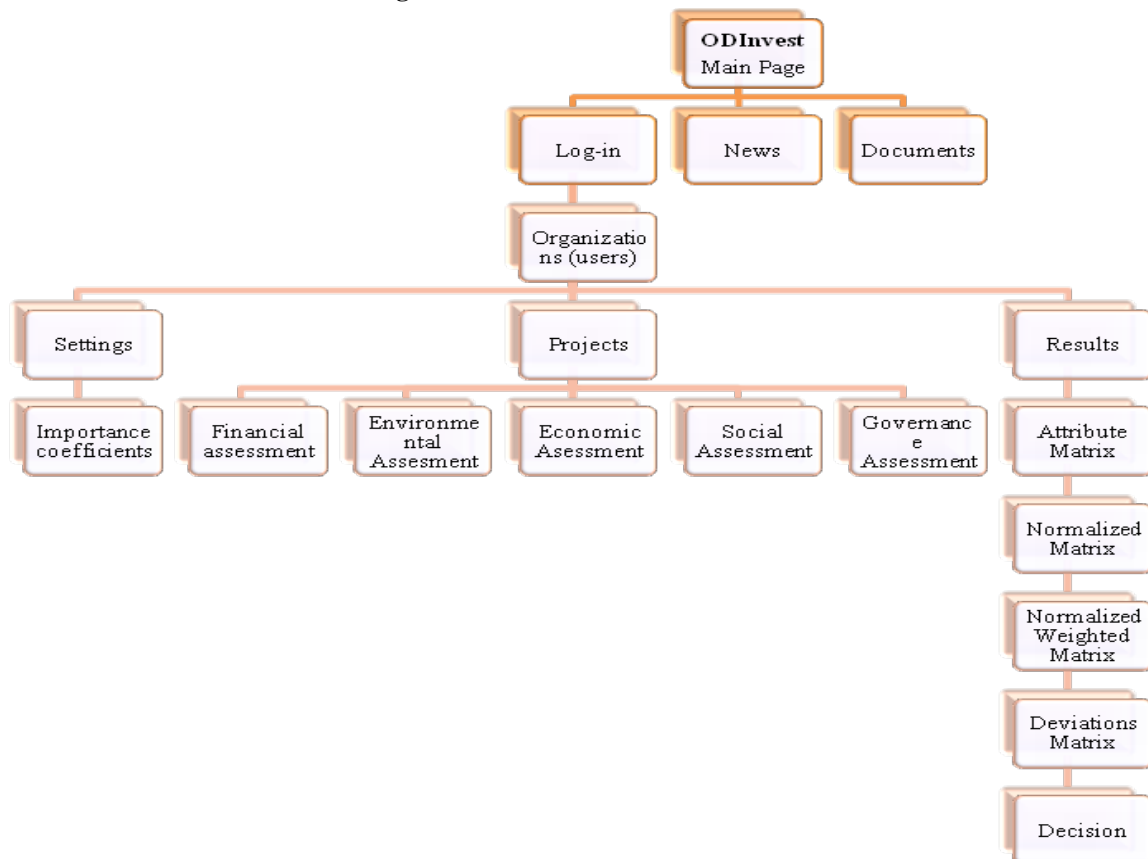 ODInvest
Main Page
Log-in
News
Documents
Organizatio
ns (users)
Settings
Projects
Results
Importance
coefficients
Financial
assessment
Environme
ntal
Assesment
Economic
Asessment
Social
Assessment
Governanc
e
Assessment
Attribute
Matrix
Normalized
Matrix
Normalized
Weighted
Matrix
Deviations
Matrix
Decision